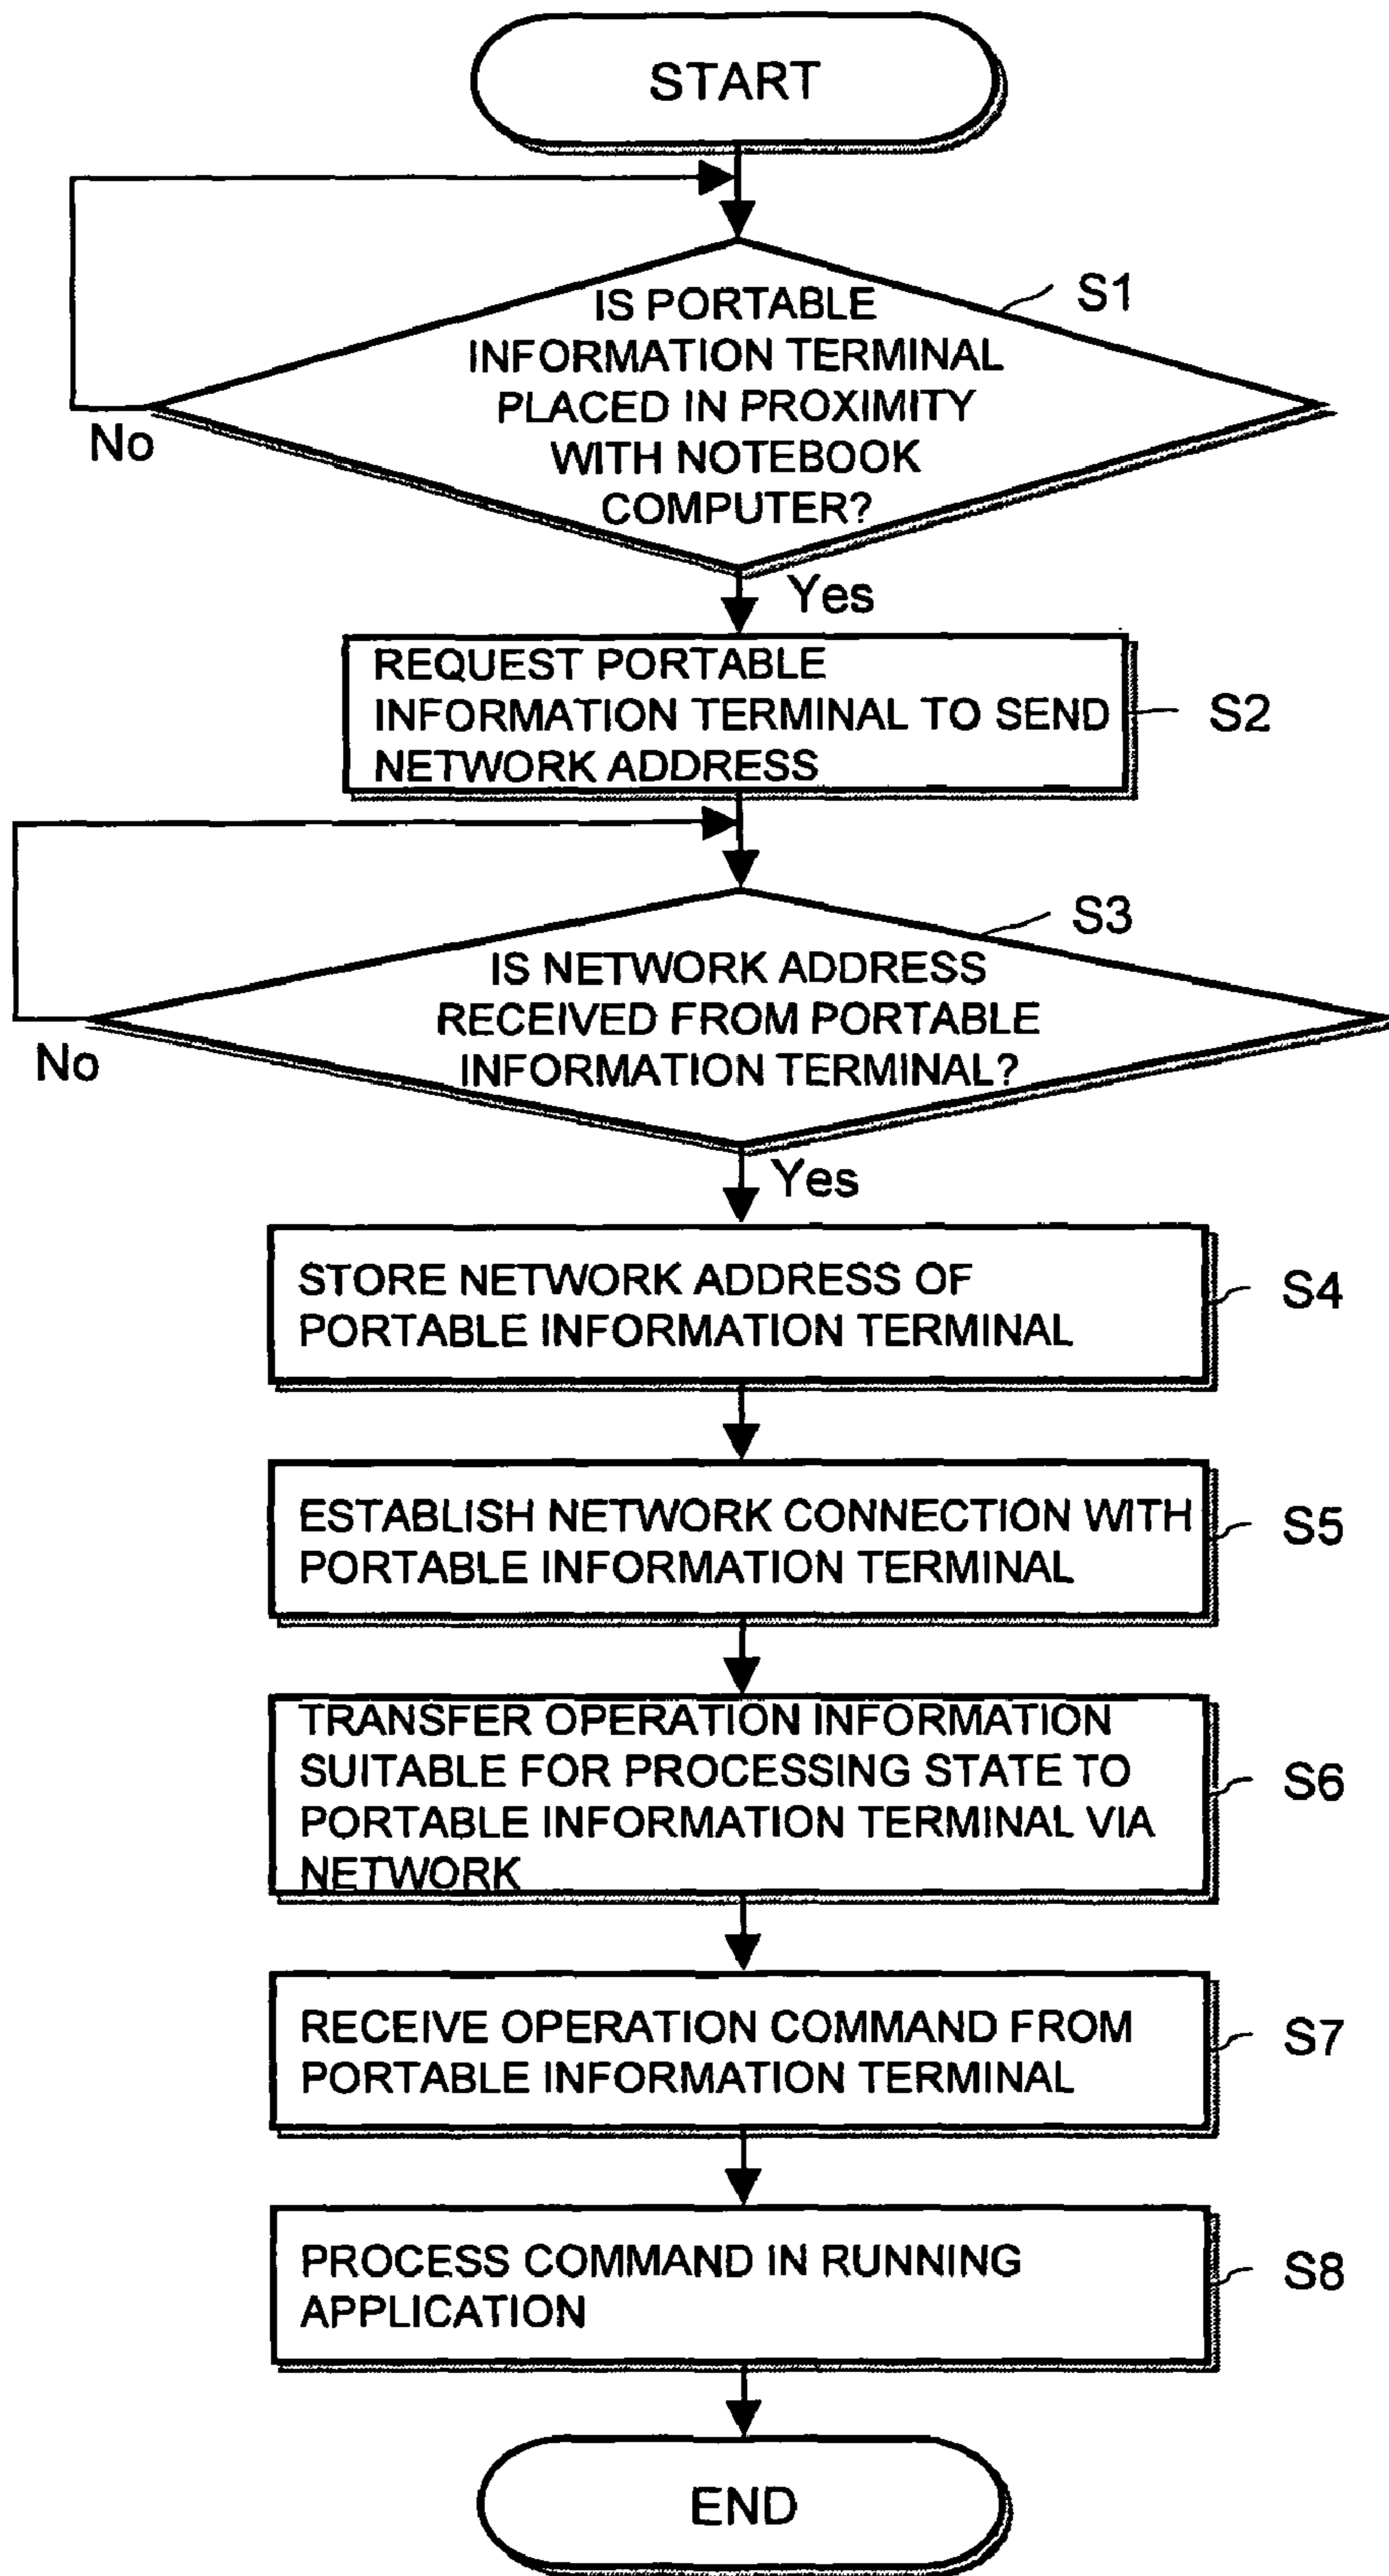 START
IS PORTABLE
INFORMATION TERMINAL
PLACED IN PROXIMITY
WITH NOTEBOOK
COMPUTER?
S1
No
Yes
REQUEST PORTABLE
INFORMATION TERMINAL TO SEND
NETWORK ADDRESS
S2
IS NETWORK ADDRESS
RECEIVED FROM PORTABLE
INFORMATION TERMINAL?
S3
No
Yes
STORE NETWORK ADDRESS OF
PORTABLE INFORMATION TERMINAL
S4
ESTABLISH NETWORK CONNECTION WITH
PORTABLE INFORMATION TERMINAL
S5
TRANSFER OPERATION INFORMATION
SUITABLE FOR PROCESSING STATE TO
PORTABLE INFORMATION TERMINAL VIA
NETWORK
S6
RECEIVE OPERATION COMMAND FROM
PORTABLE INFORMATION TERMINAL
S7
PROCESS COMMAND IN RUNNING
APPLICATION
S8
END